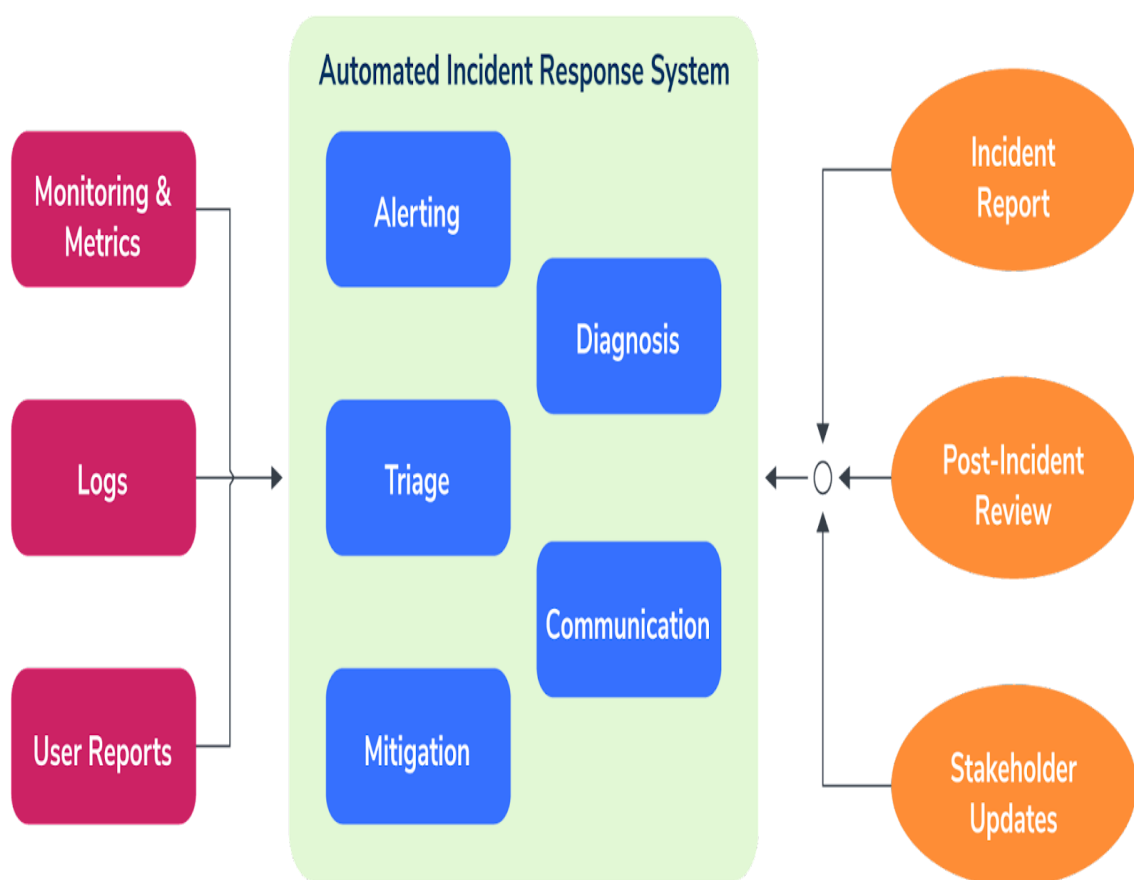 Automated Incident Response System
Monitoring &
Metrics
Logs
User Reports
Alerting
Diagnosis
Triage
Communication
Mitigation
Incident
Report
Post-Incident
Review
Stakeholder
Updates